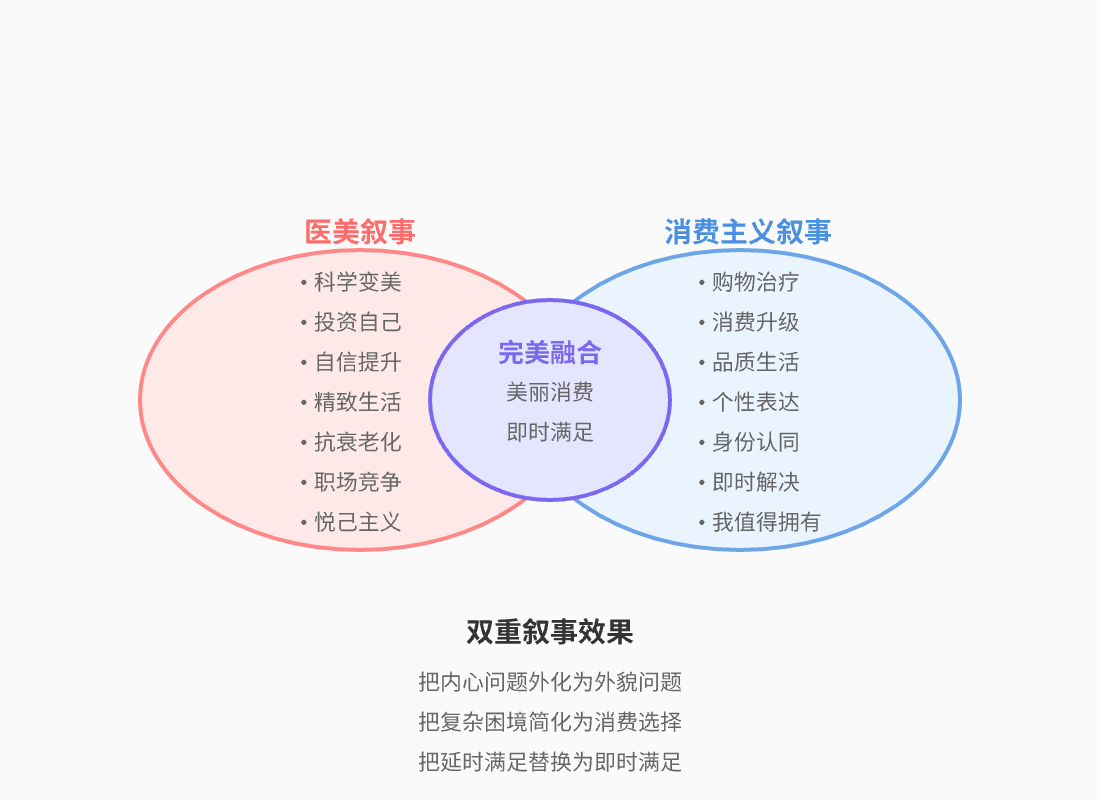 医美叙事
• 科学变美
• 投资自己
• 自信提升
• 精致生活
• 抗衰老化
• 职场竞争
• 悦己主义
完美融合
美丽消费
即时满足
消费主义叙事
• 购物治疗
• 消费升级
• 品质生活
• 个性表达
• 身份认同
• 即时解决
• 我值得拥有
双重叙事效果
把内心问题外化为外貌问题
把复杂困境简化为消费选择
把延时满足替换为即时满足